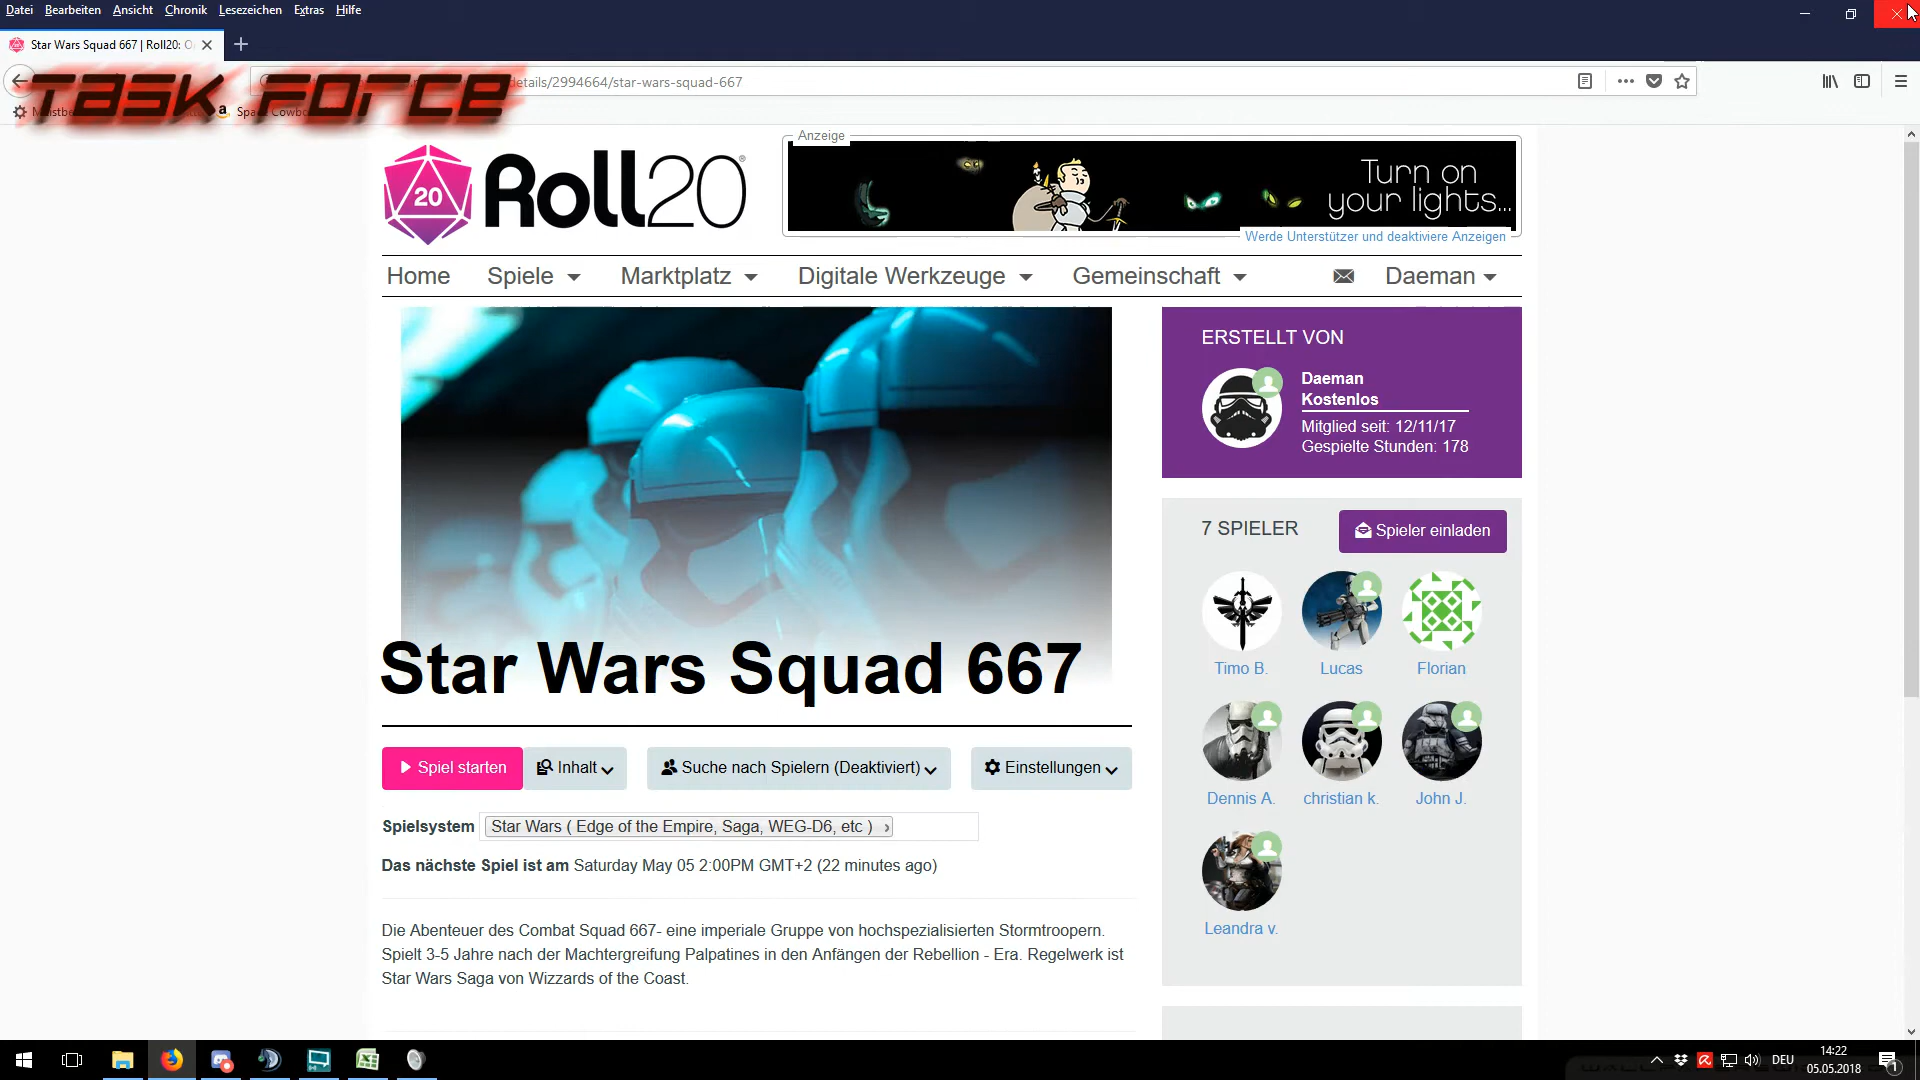 Datei Bearbeiten Ansicht Chronik Lesezeichen Extras Hilfe
Star Wars Squad 667 | Roll20: O
details/2994664/star-wars-squad-667
TASK FORCE
Anzeige
20 Roll20
Turn on
your lights...
Werde Unterstützer und deaktiviere Anzeigen
Home Spiele Marktplatz Digitale Werkzeuge Gemeinschaft Daeman
ERSTELLT VON
Daeman
Kostenlos
Mitglied seit: 12/11/17
Gespielte Stunden: 178
7 SPIELER Spieler einladen
Timo B. Lucas Florian
Dennis A. christian k. John J.
Leandra v.
Star Wars Squad 667
Spiel starten Inhalt Suche nach Spielern (Deaktiviert) Einstellungen
Spielsystem Star Wars ( Edge of the Empire, Saga, WEG-D6, etc ) ›
Das nächste Spiel ist am Saturday May 05 2:00PM GMT+2 (22 minutes ago)
Die Abenteuer des Combat Squad 667- eine imperiale Gruppe von hochspezialisierten Stormtroopern.
Spielt 3-5 Jahre nach der Machtergreifung Palpatines in den Anfängen der Rebellion - Era. Regelwerk ist
Star Wars Saga von Wizzards of the Coast.
DEU 14:22
05.05.2018
1